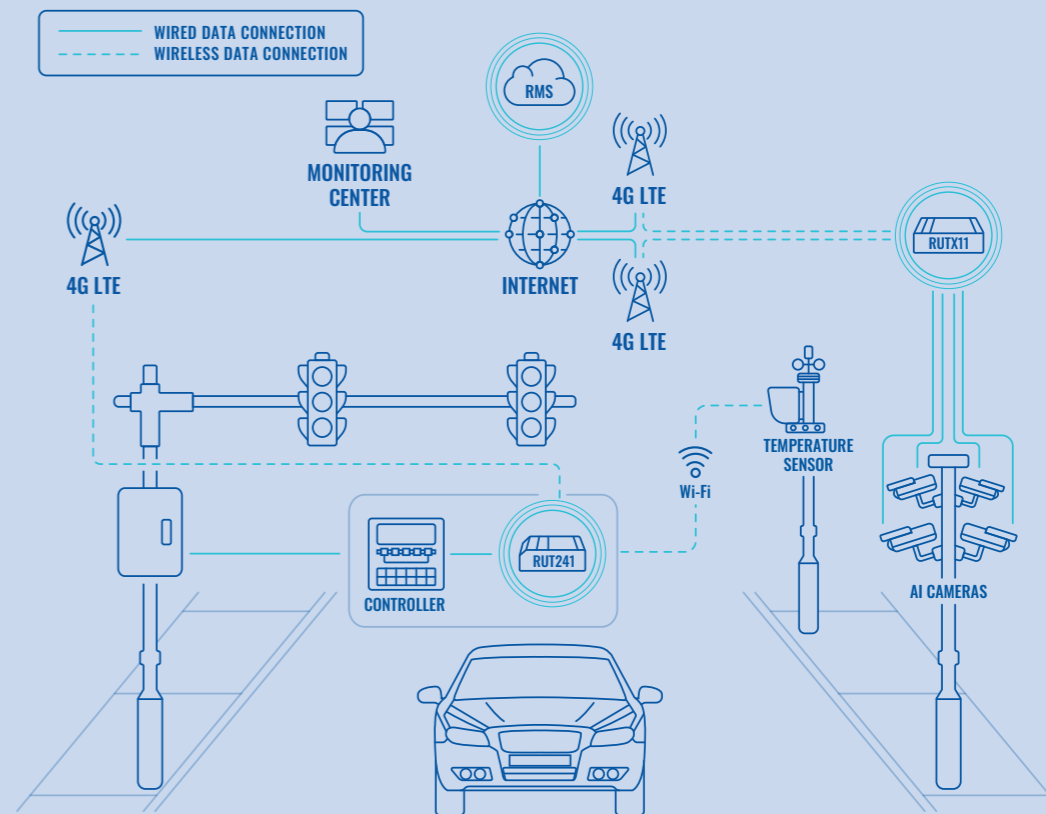 WIRED DATA CONNECTION
WIRELESS DATA CONNECTION
RMS
MONITORING
CENTER
4G LTE
4G LTE
RUTX11
INTERNET
4G LTE
TEMPERATURE
SENSOR
Wi-Fi
RUT241
CONTROLLER
AI CAMERAS
4G LTE